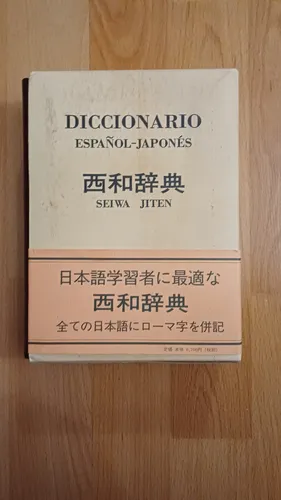 DICCIONARIO
ESPAÑOL-JAPONÉS
西和辞典
SEIWA JITEN
日本語学習者に最適な
西和辞典
全ての日本語にローマ字を併記